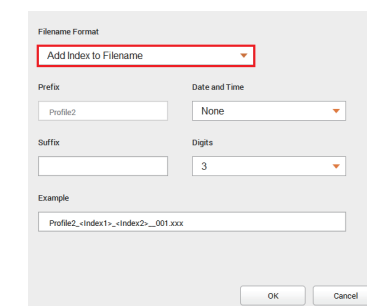 Filename Format
Add Index to Filename
Prefix Date and Time
Profile2 None
Suffix Digits
3
Example
Profile2_<Index1>_<Index2>__001.xxx
OK Cancel